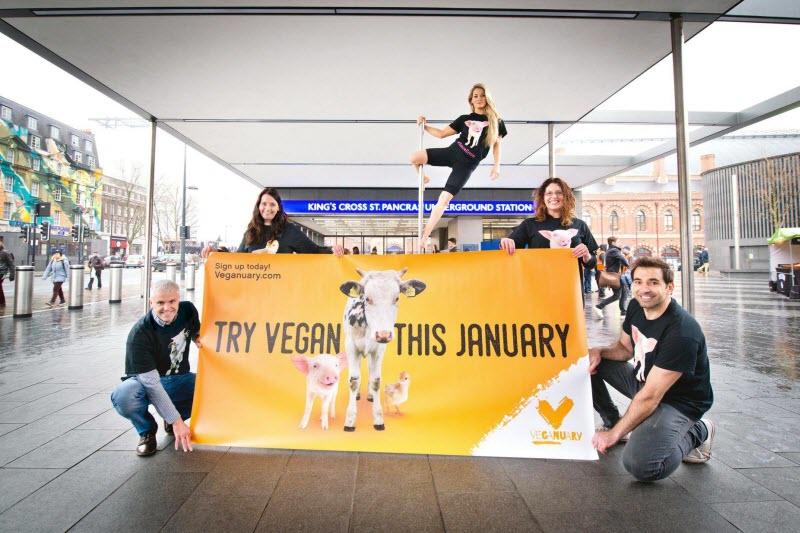 KING'S CROSS ST. PANCRAS UNDERGROUND STATION
Sign up today!
Veganuary.com
TRY VEGAN THIS JANUARY
VEGANUARY